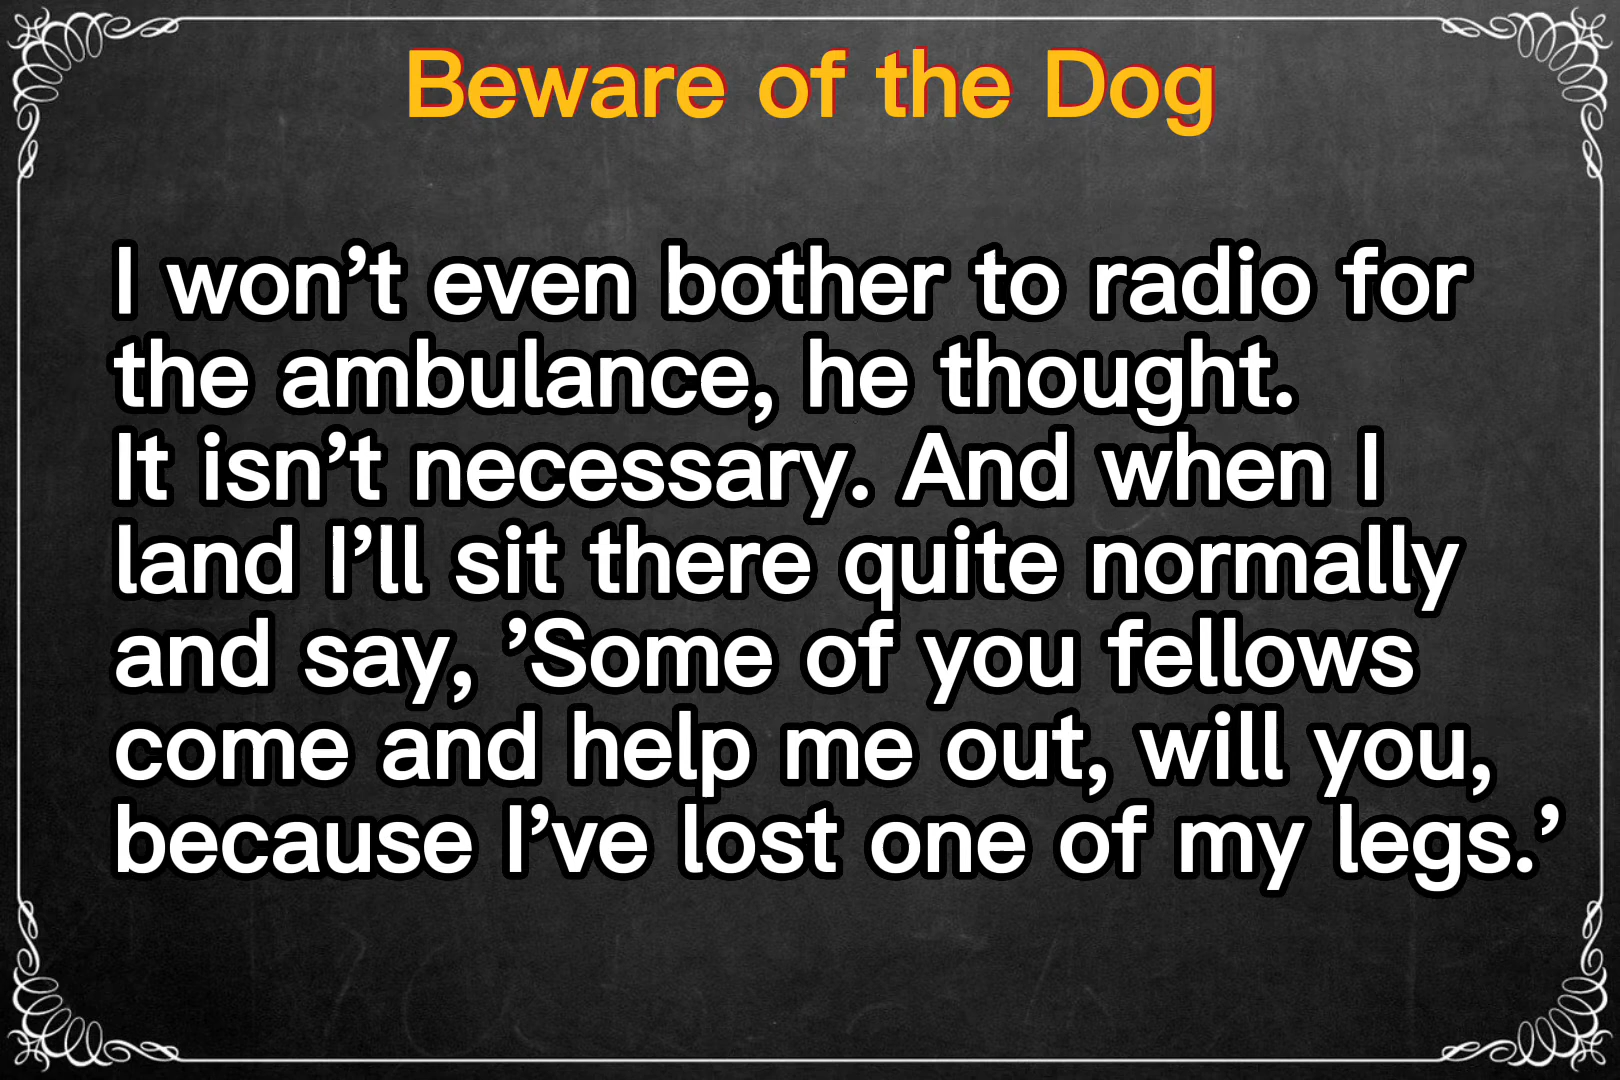 Beware of the Dog
I won’t even bother to radio for
the ambulance, he thought.
It isn’t necessary. And when I
land I’ll sit there quite normally
and say, ’Some of you fellows
come and help me out, will you,
because I’ve lost one of my legs.’